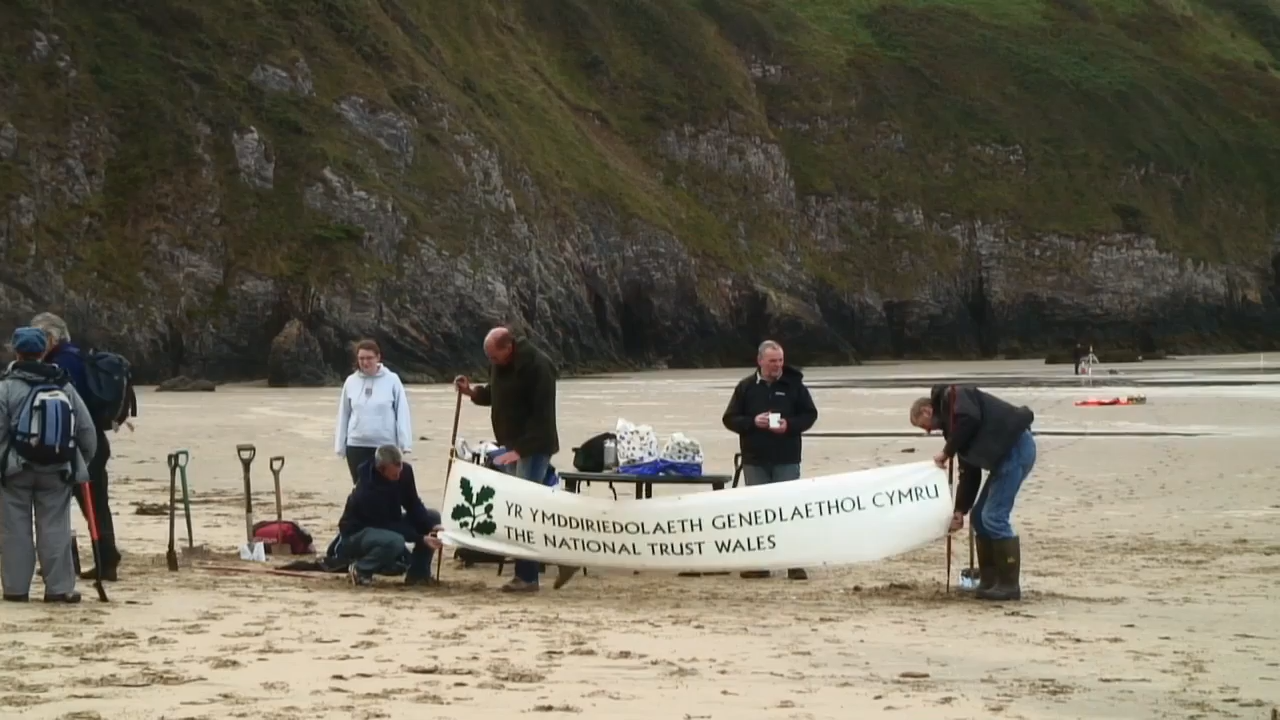 YR YMDDIRIEDOLAETH GENEDLAETHOL CYMRU
THE NATIONAL TRUST WALES